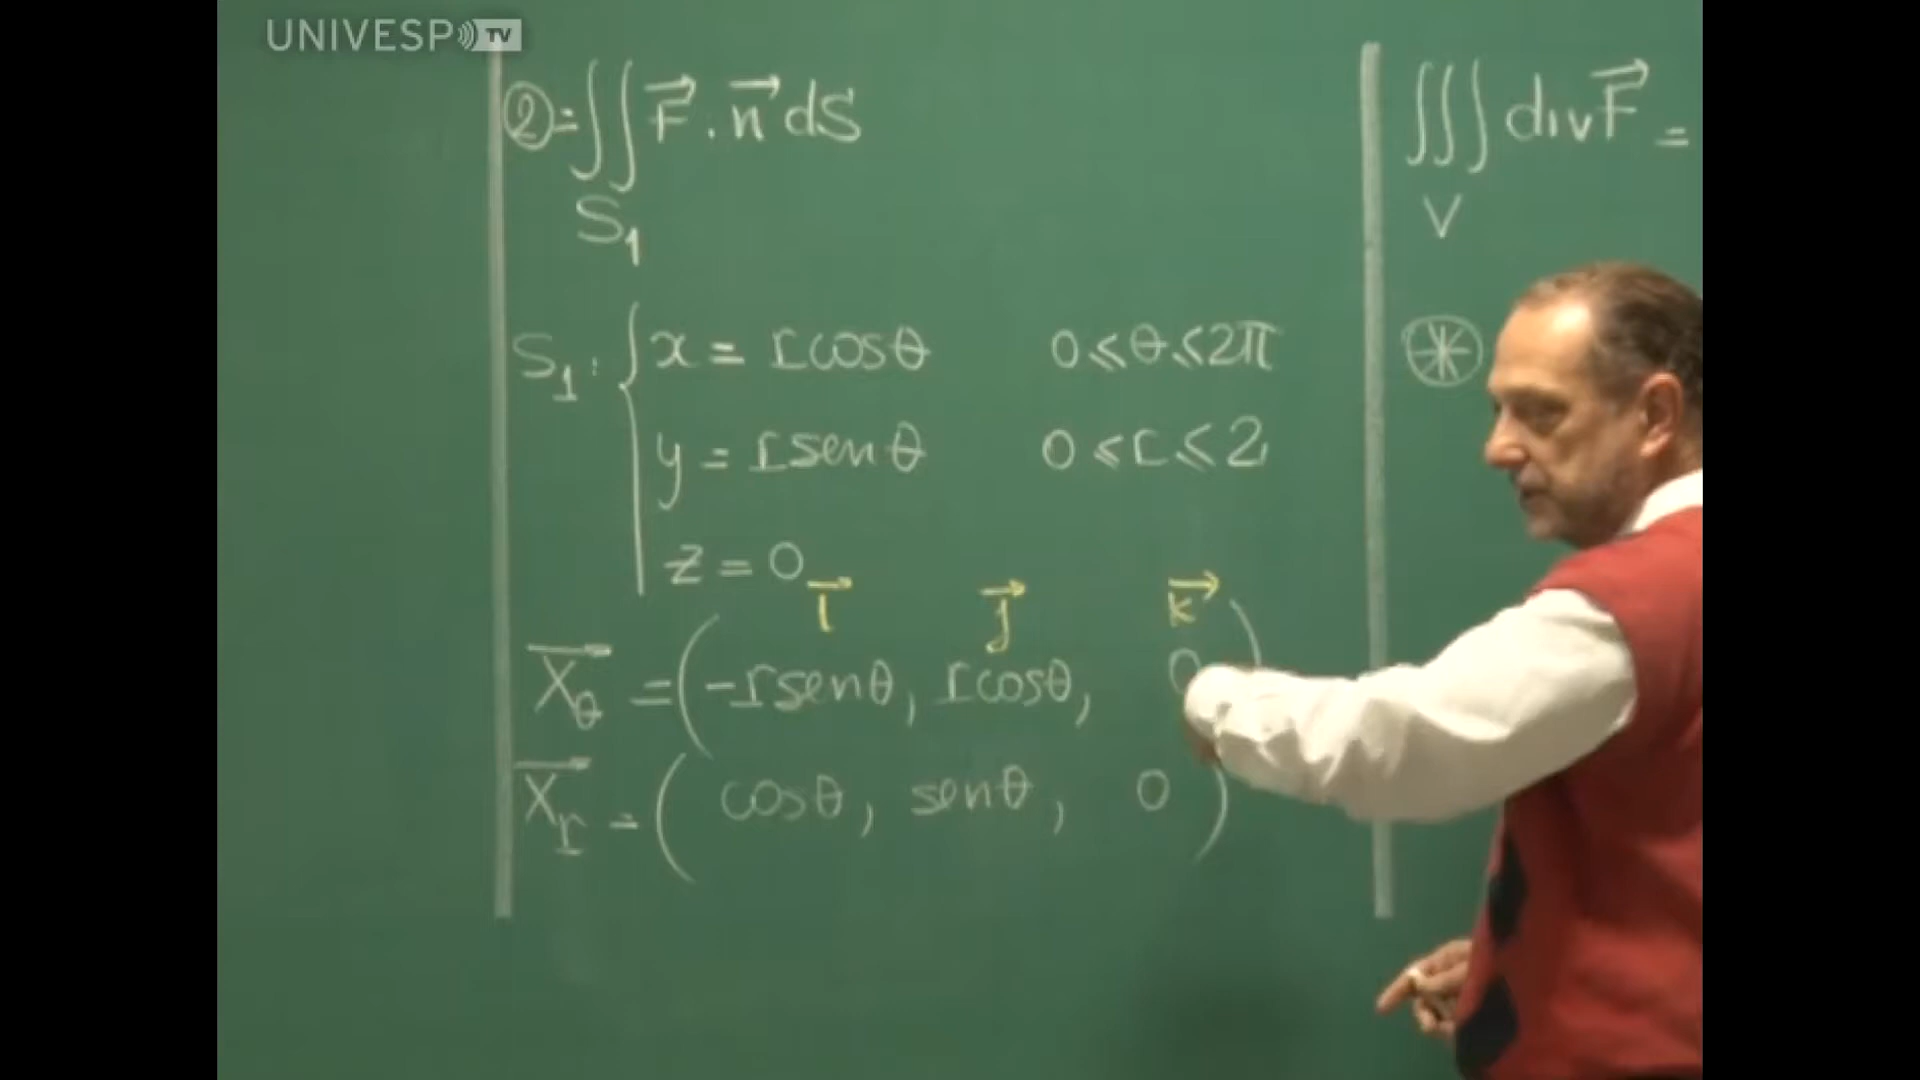 UNIVESP TV
② = ∬ F⃗ . n⃗ dS
S₁
S₁: { x = r cos θ    0 ≤ θ ≤ 2π
y = r sen θ    0 ≤ r ≤ 2
z = 0
i⃗    j⃗    k⃗
X⃗θ = (-r sen θ, r cos θ, 0)
X⃗r = (cos θ, sen θ, 0)
∭ div F⃗ =
V
⊛